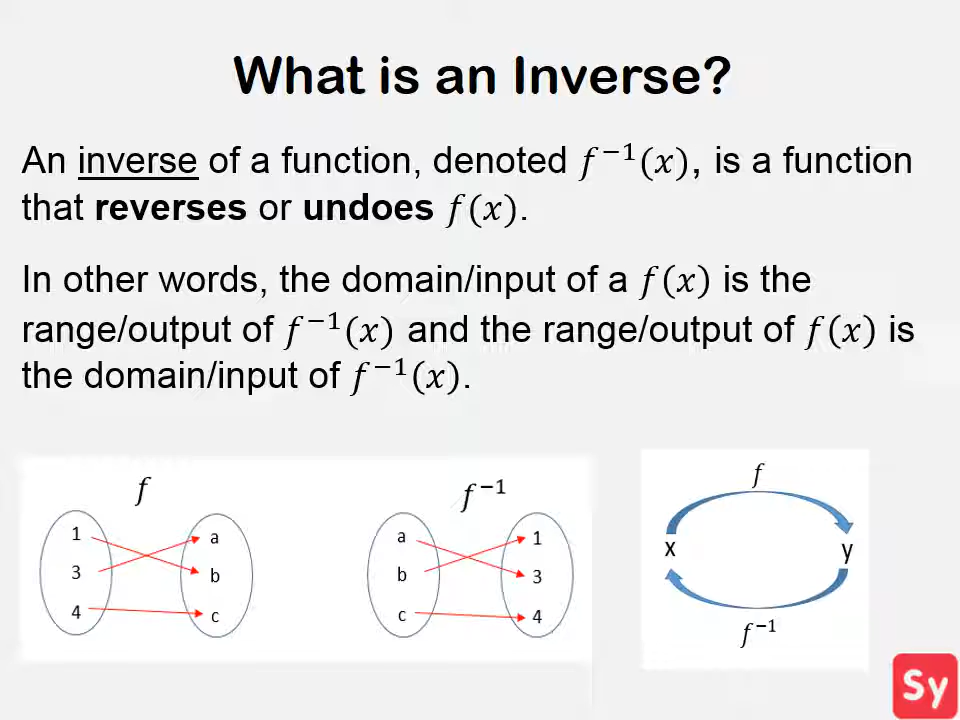 What is an Inverse?
An inverse of a function, denoted f⁻¹(x), is a function
that reverses or undoes f(x).
In other words, the domain/input of a f(x) is the
range/output of f⁻¹(x) and the range/output of f(x) is
the domain/input of f⁻¹(x).
f
1
3
4
a
b
c
f⁻¹
a
b
c
1
3
4
f
x
y
f⁻¹
Sy